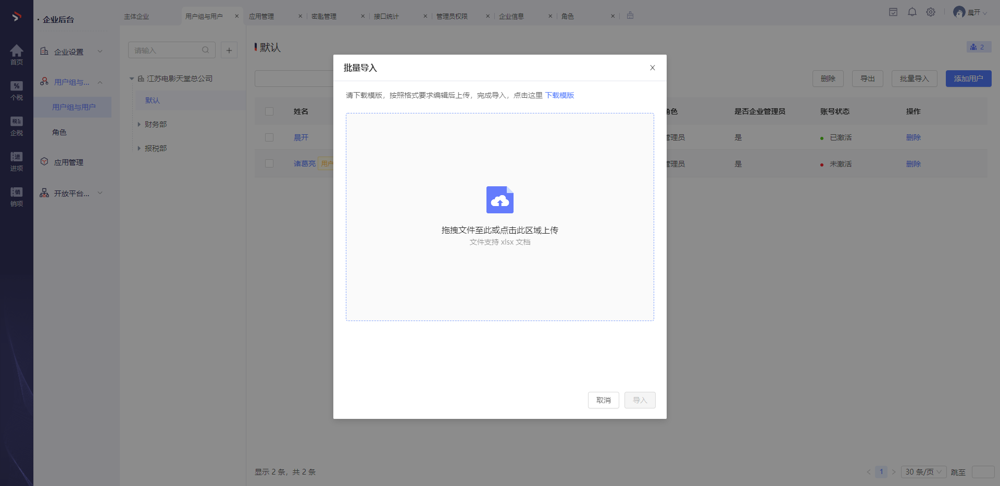 企业后台
主体企业
用户组与用户
应用管理
密匙管理
接口统计
管理员权限
企业信息
角色
晨开
首页
%
个税
税
企税
进
进项
销
销项
企业设置
用户组与...
用户组与用户
角色
应用管理
开放平台...
请输入
江苏电影天堂总公司
默认
财务部
报税部
默认
2
删除
导出
批量导入
添加用户
姓名
角色
是否企业管理员
账号状态
操作
晨开
管理员
是
已激活
删除
诸葛亮
用户
管理员
是
未激活
删除
批量导入
请下载模版，按照格式要求编辑后上传，完成导入，点击这里 下载模版
拖拽文件至此或点击此区域上传
文件支持 xlsx 文档
取消
导入
显示 2 条，共 2 条
1
30 条/页
跳至